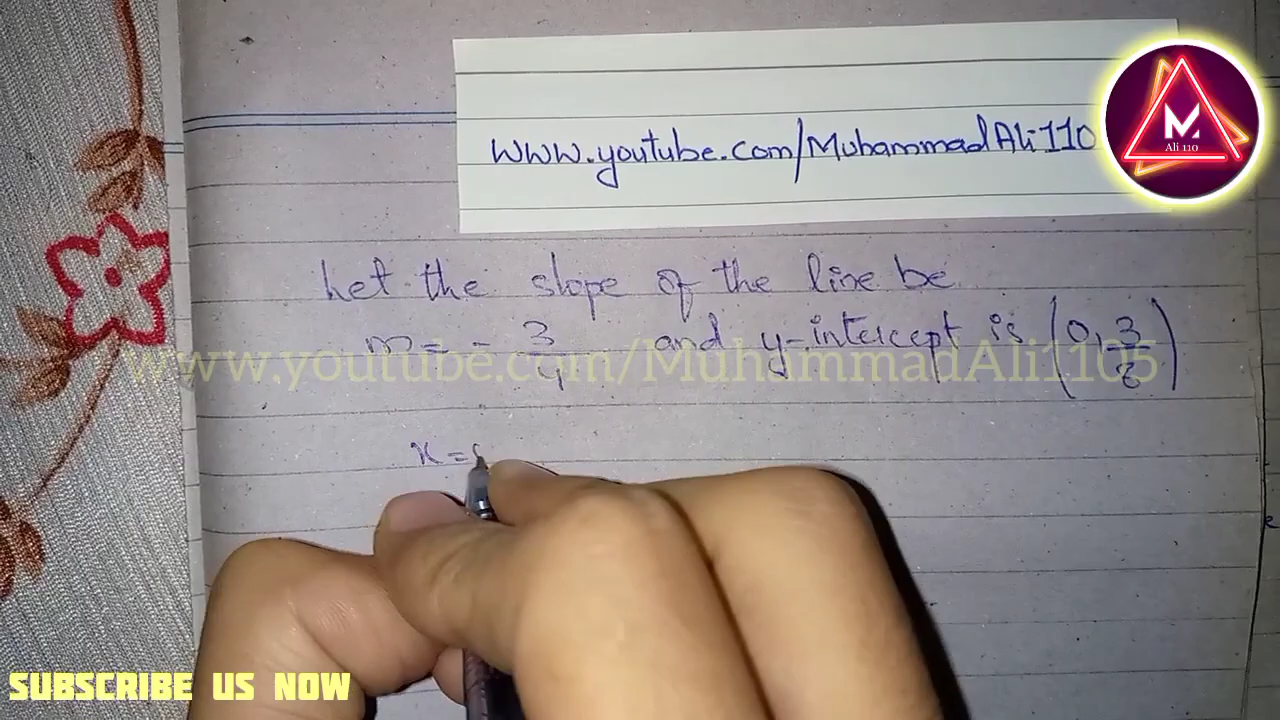 www.youtube.com/MuhammadAli110
M
Ali 110
Let the slope of the line be
m = - 3/4 and y-intercept is (0, 3/8)
www.youtube.com/MuhammadAli1105
x =
SUBSCRIBE US NOW